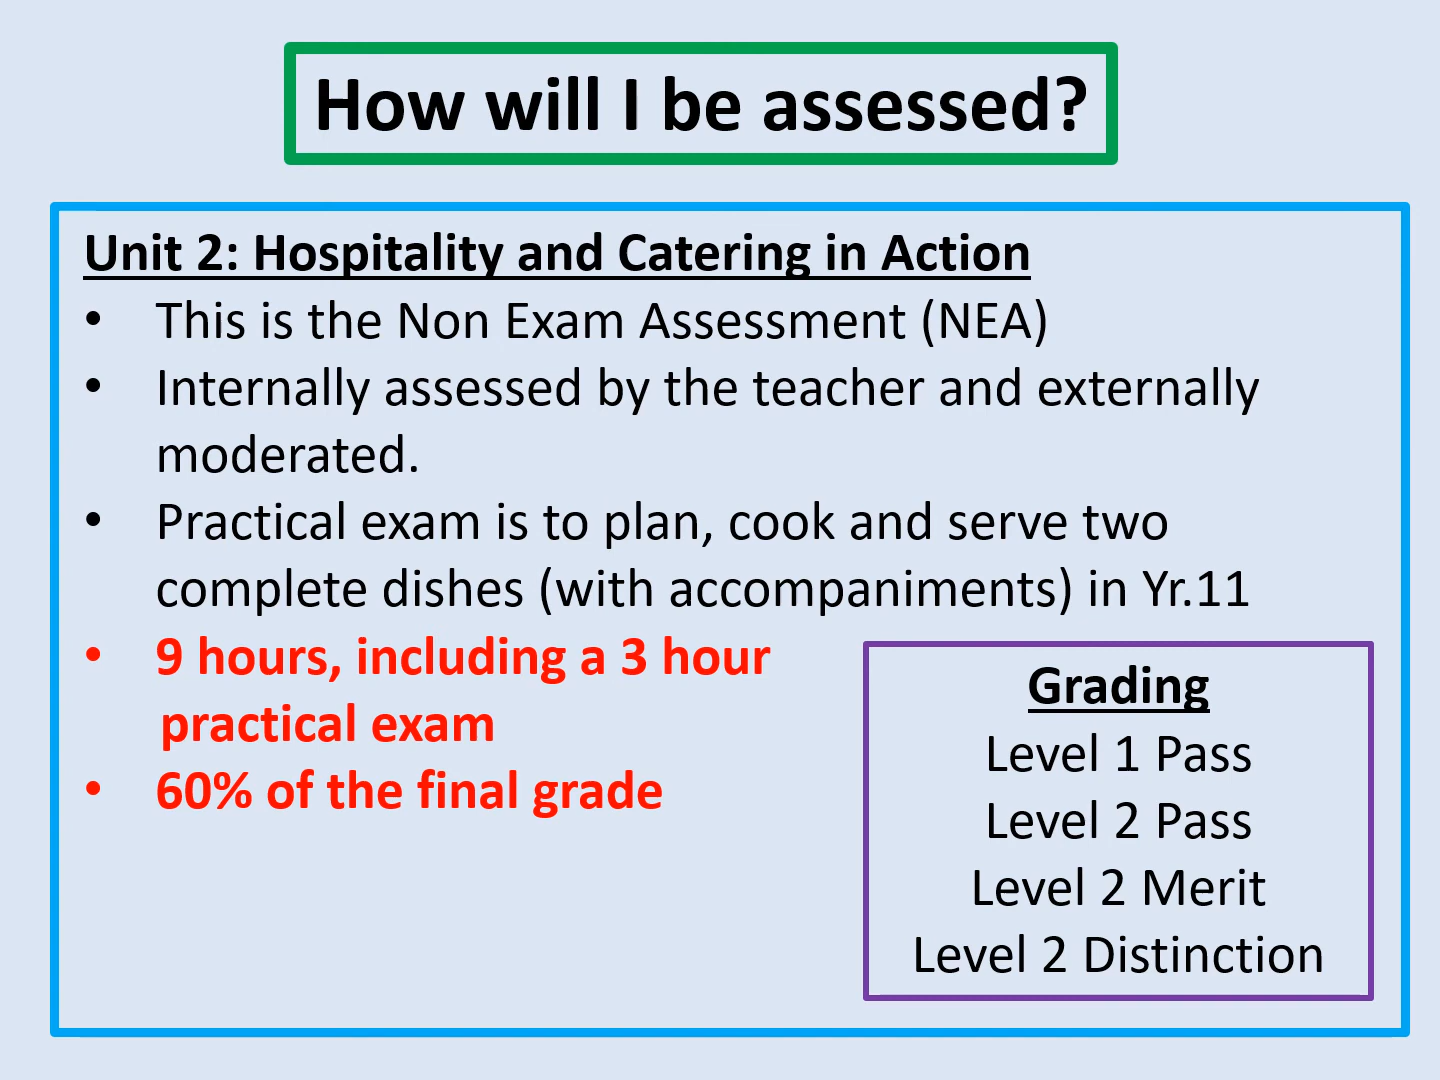 How will I be assessed?
Unit 2: Hospitality and Catering in Action
• This is the Non Exam Assessment (NEA)
• Internally assessed by the teacher and externally
moderated.
• Practical exam is to plan, cook and serve two
complete dishes (with accompaniments) in Yr.11
• 9 hours, including a 3 hour
practical exam
• 60% of the final grade
Grading
Level 1 Pass
Level 2 Pass
Level 2 Merit
Level 2 Distinction